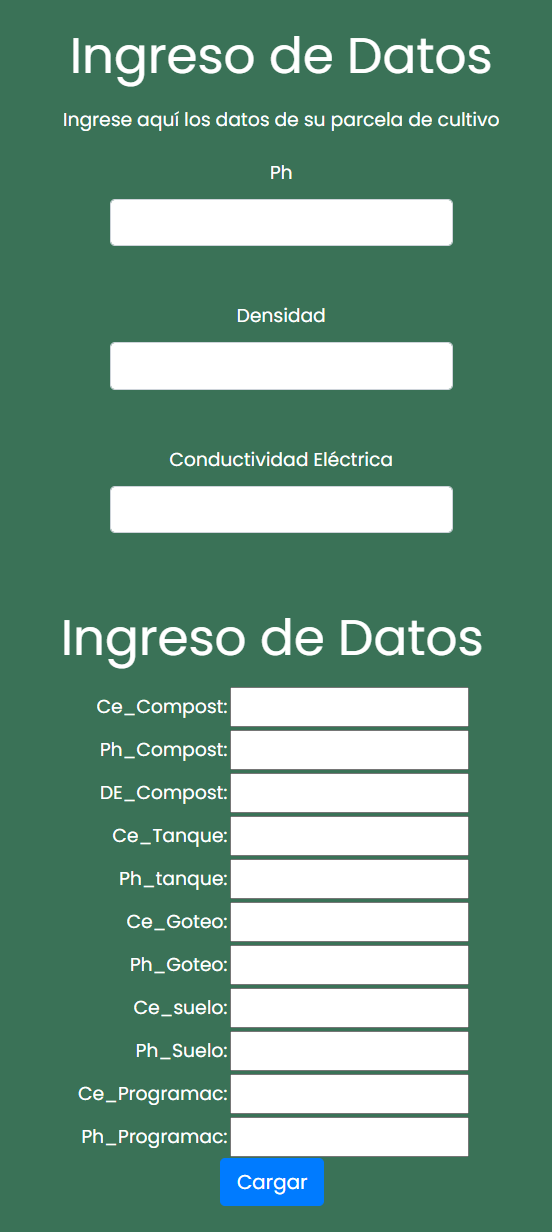 Ingreso de Datos
Ingrese aquí los datos de su parcela de cultivo
Ph
Densidad
Conductividad Eléctrica
Ingreso de Datos
Ce_Compost:
Ph_Compost:
DE_Compost:
Ce_Tanque:
Ph_tanque:
Ce_Goteo:
Ph_Goteo:
Ce_suelo:
Ph_Suelo:
Ce_Programac:
Ph_Programac:
Cargar